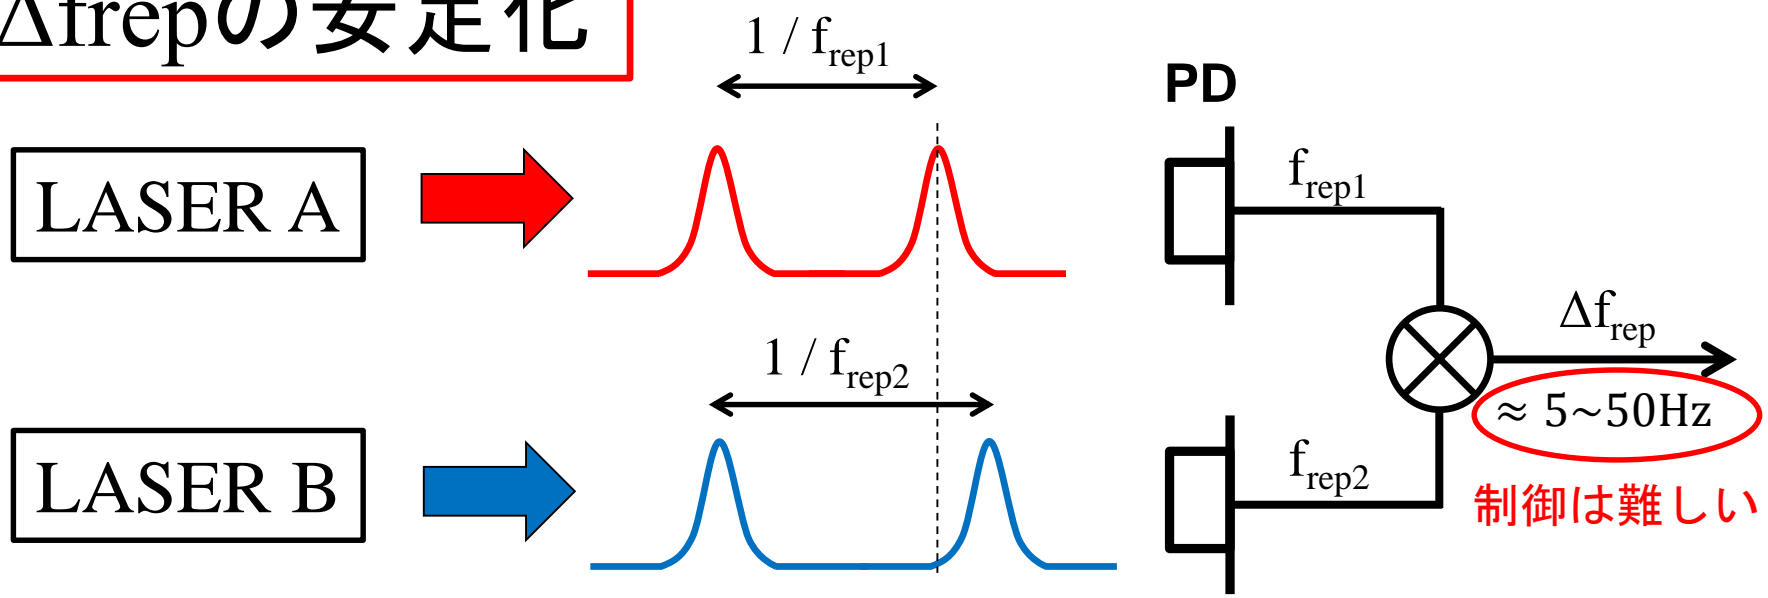 Δfrepの安定化
1 / frep1
PD
LASER A
frep1
Δfrep
1 / frep2
≈ 5~50Hz
LASER B
frep2
制御は難しい